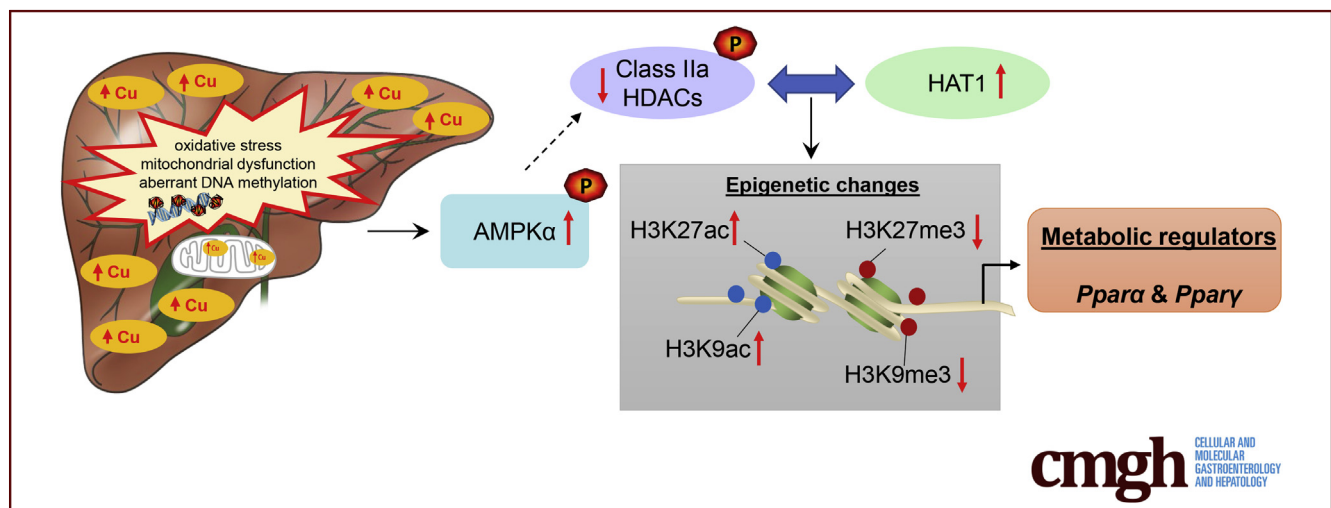 ↑ Cu
↑ Cu
↑ Cu
↑ Cu
oxidative stress
mitochondrial dysfunction
aberrant DNA methylation
↑Cu
↑Cu
↑ Cu
↑ Cu
↑ Cu
P
AMPKα ↑
P
Class IIa
↓ HDACs
HAT1 ↑
Epigenetic changes
H3K27ac ↑
H3K27me3 ↓
H3K9ac ↑
H3K9me3 ↓
Metabolic regulators
Pparα & Pparγ
cmgh
CELLULAR AND
MOLECULAR
GASTROENTEROLOGY
AND HEPATOLOGY